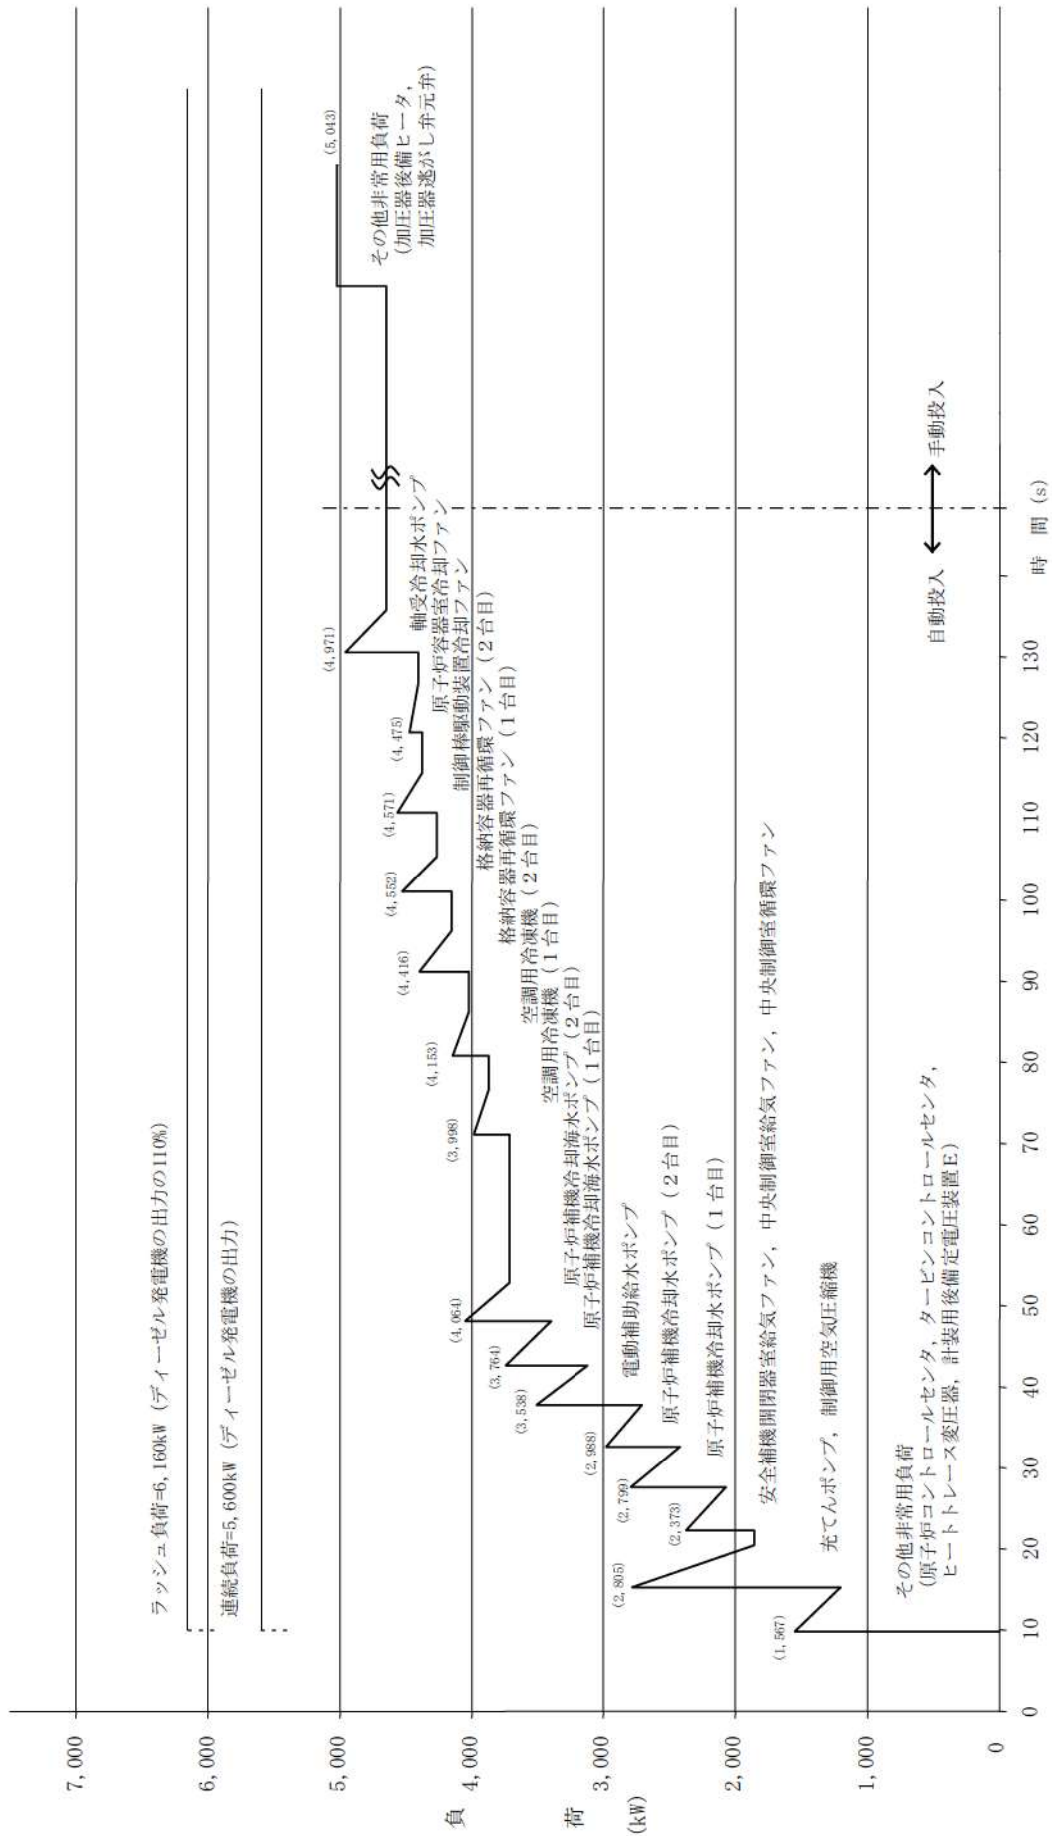 7,000
6,000
5,000
4,000
3,000
2,000
1,000
0
負
荷
(kW)
ラッシュ負荷=6,160kW (ディーゼル発電機の出力の110%)
連続負荷=5,600kW (ディーゼル発電機の出力)
(1,567)
(2,805)
(2,373)
(2,799)
(2,988)
(3,538)
(3,764)
(4,064)
(3,998)
(4,153)
(4,416)
(4,552)
(4,571)
(4,475)
(4,971)
(5,043)
その他非常用負荷
(加圧器後備ヒータ,
加圧器逃がし弁元弁)
軸受冷却水ポンプ
原子炉容器室冷却ファン
制御棒駆動装置冷却ファン
格納容器再循環ファン (2台目)
格納容器再循環ファン (1台目)
空調用冷凍機 (2台目)
空調用冷凍機 (1台目)
原子炉補機冷却海水ポンプ (2台目)
原子炉補機冷却海水ポンプ (1台目)
電動補助給水ポンプ
原子炉補機冷却水ポンプ (2台目)
原子炉補機冷却水ポンプ (1台目)
安全補機開閉器室給気ファン, 中央制御室給気ファン, 中央制御室循環ファン
充てんポンプ, 制御用空気圧縮機
その他非常用負荷
(原子炉コントロールセンタ, タービンコントロールセンタ,
ヒートトレース変圧器, 計装用後備定電圧装置E)
自動投入
手動投入
0
10
20
30
40
50
60
70
80
90
100
110
120
130
時 間 (s)